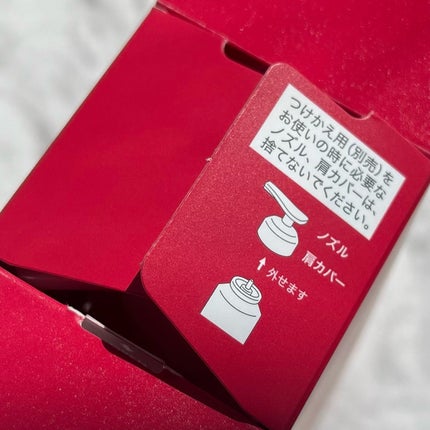 つけかえ用(別売)を
お使いの時に必要な
ノズル、肩カバーは、
捨てないでください。
ノズル
肩カバー
外せます